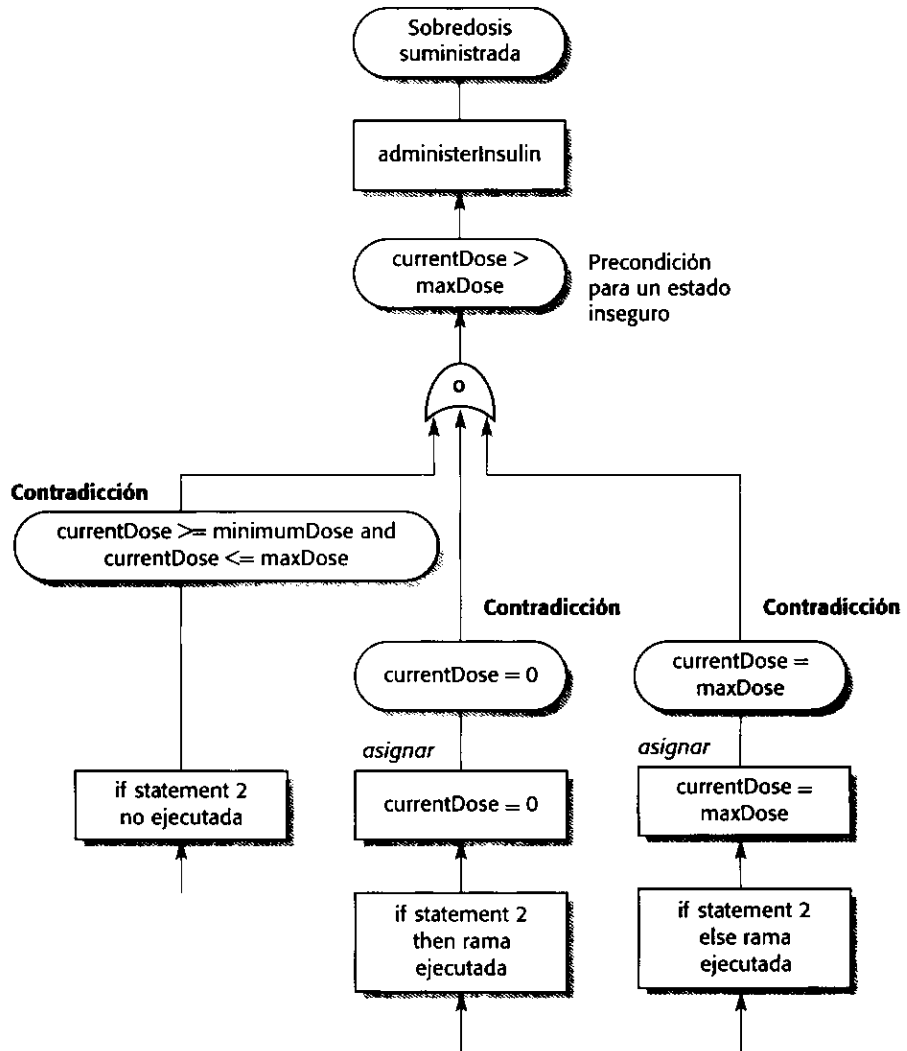 Sobredosis
suministrada
administerInsulin
currentDose >
maxDose
Precondición
para un estado
inseguro
o
Contradicción
currentDose >= minimumDose and
currentDose <= maxDose
Contradicción
Contradicción
currentDose = 0
currentDose =
maxDose
asignar
asignar
if statement 2
no ejecutada
currentDose = 0
currentDose =
maxDose
if statement 2
then rama
ejecutada
if statement 2
else rama
ejecutada